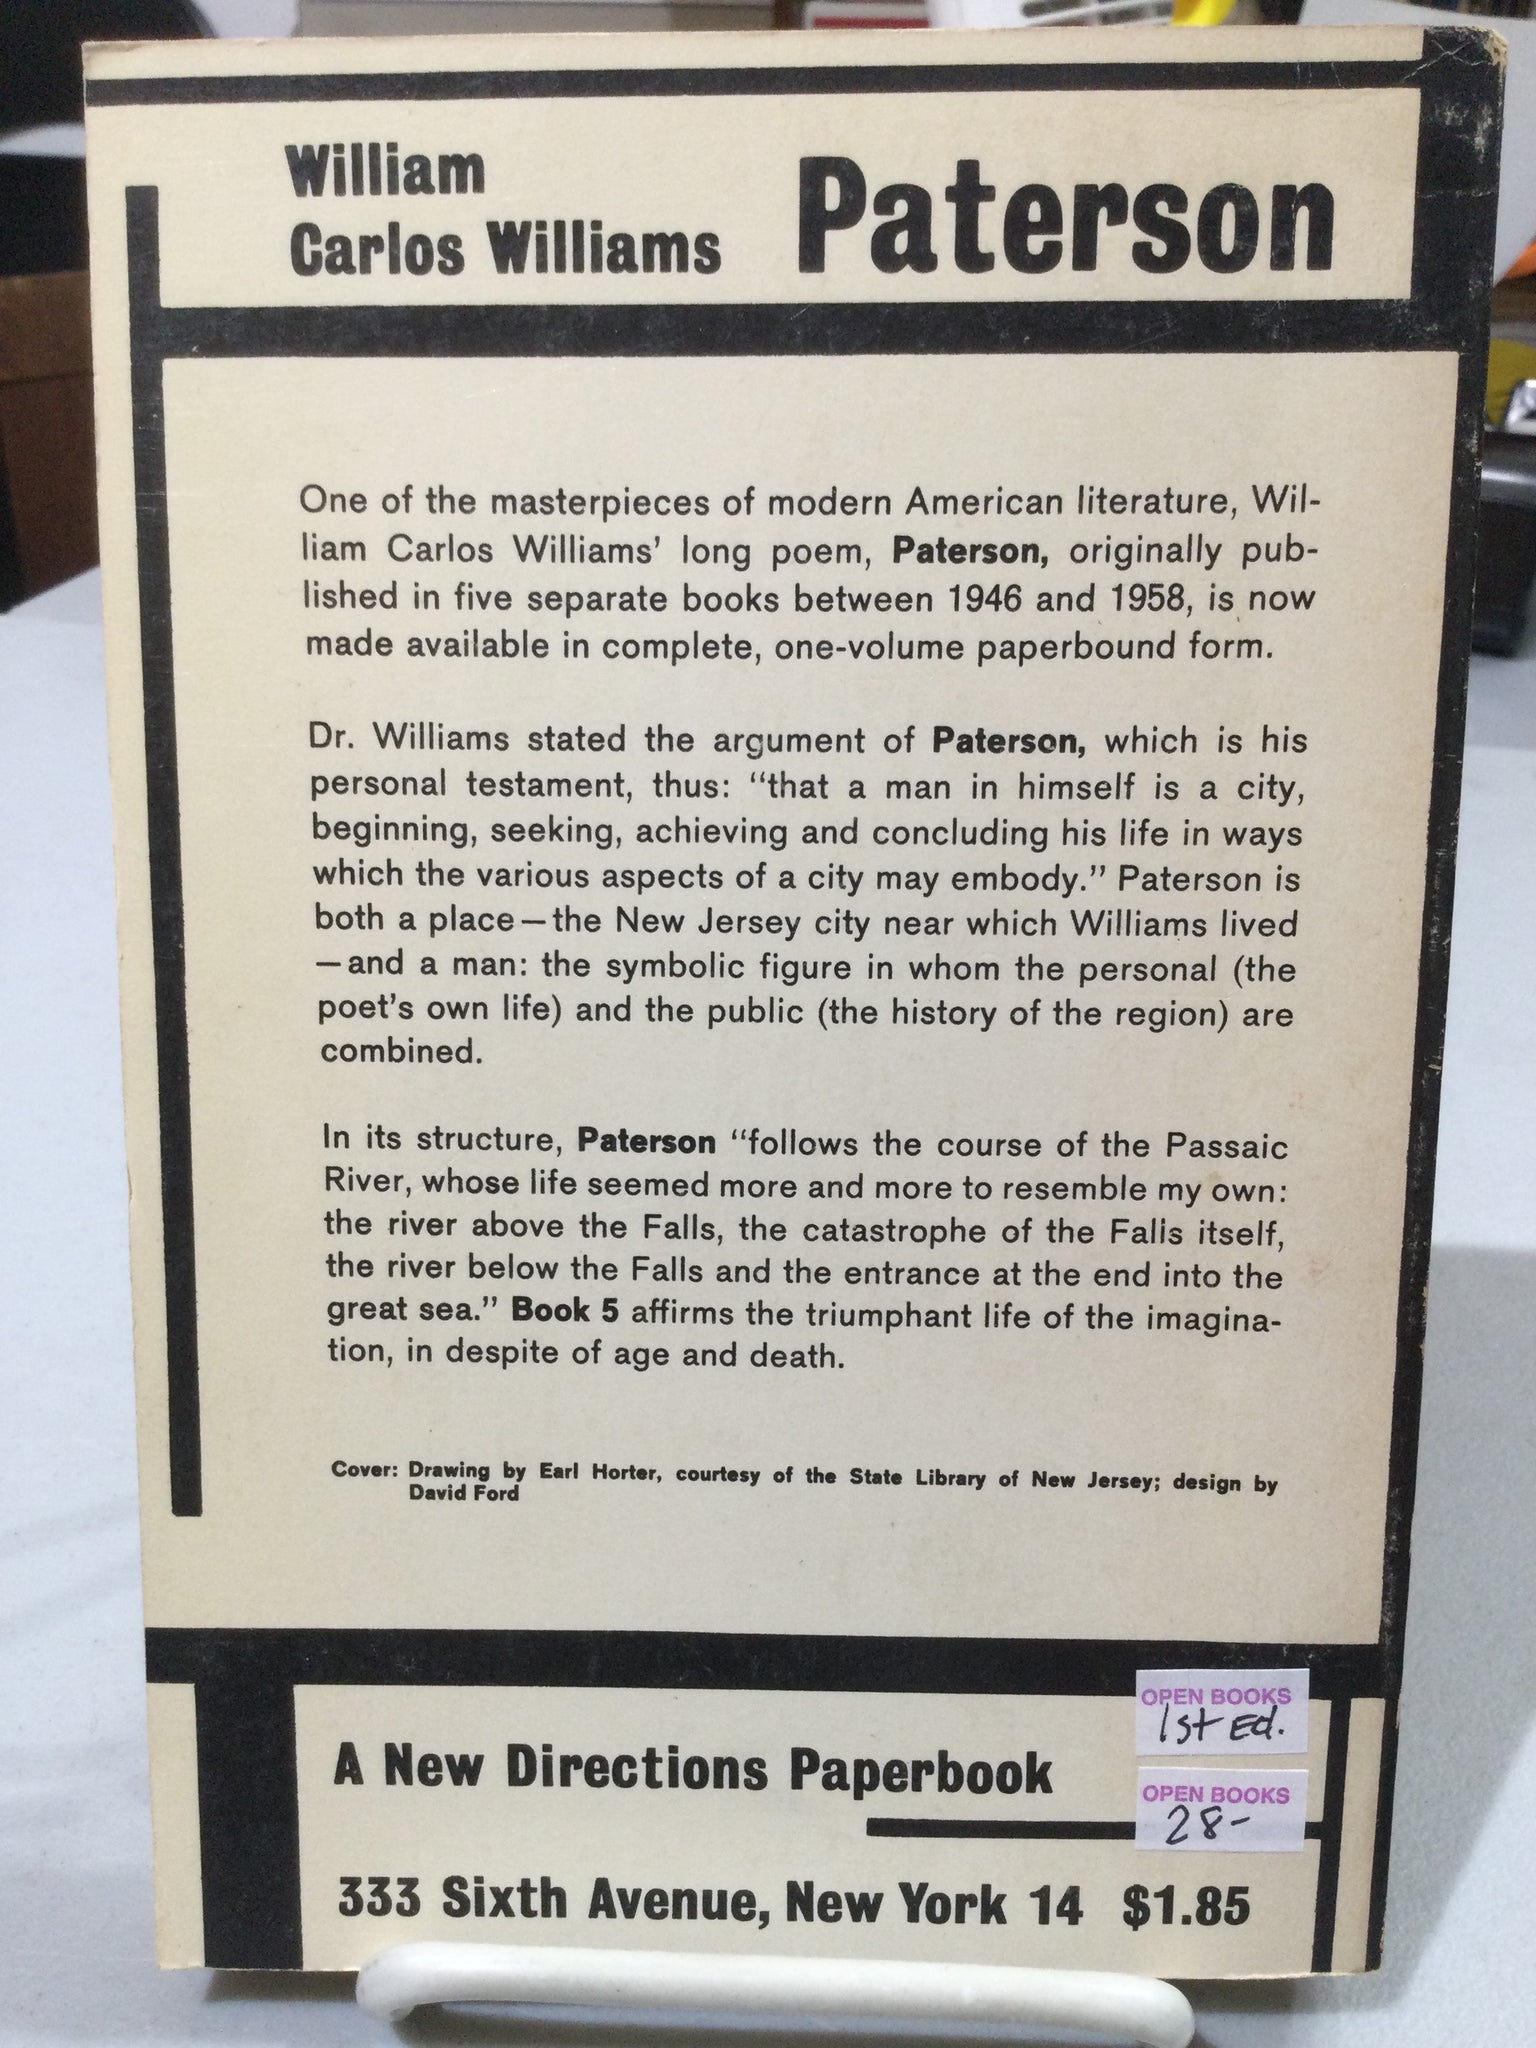 William
Carlos Williams
Paterson
One of the masterpieces of modern American literature, Wil-
liam Carlos Williams' long poem, Paterson, originally pub-
lished in five separate books between 1946 and 1958, is now
made available in complete, one-volume paperbound form.
Dr. Williams stated the argument of Paterson, which is his
personal testament, thus: “that a man in himself is a city,
beginning, seeking, achieving and concluding his life in ways
which the various aspects of a city may embody.” Paterson is
both a place—the New Jersey city near which Williams lived
—and a man: the symbolic figure in whom the personal (the
poet's own life) and the public (the history of the region) are
combined.
In its structure, Paterson “follows the course of the Passaic
River, whose life seemed more and more to resemble my own:
the river above the Falls, the catastrophe of the Falls itself,
the river below the Falls and the entrance at the end into the
great sea.” Book 5 affirms the triumphant life of the imagina-
tion, in despite of age and death.
Cover: Drawing by Earl Horter, courtesy of the State Library of New Jersey; design by
David Ford
OPEN BOOKS
1st Ed.
A New Directions Paperbook
OPEN BOOKS
28-
333 Sixth Avenue, New York 14 $1.85